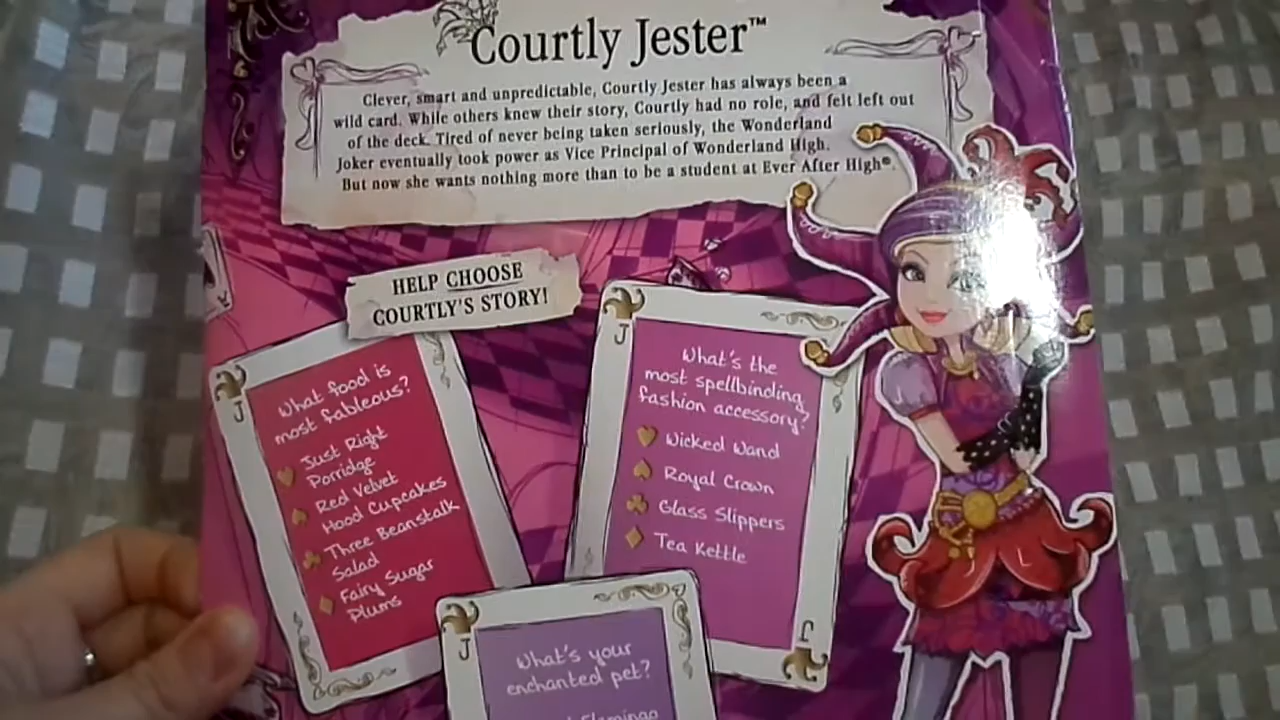 Courtly Jester™
Clever, smart and unpredictable, Courtly Jester has always been a
wild card. While others knew their story, Courtly had no role, and felt left out
of the deck. Tired of never being taken seriously, the Wonderland
Joker eventually took power as Vice Principal of Wonderland High.
But now she wants nothing more than to be a student at Ever After High®.
HELP CHOOSE
COURTLY'S STORY!
J
What food is
most fableous?
Just Right
Porridge
Red Velvet
Hood Cupcakes
Three Beanstalk
Salad
Fairy Sugar
Plums
J
What's the
most spellbinding
fashion accessory?
Wicked Wand
Royal Crown
Glass Slippers
Tea Kettle
J
J
What's your
enchanted pet?
Flamingo